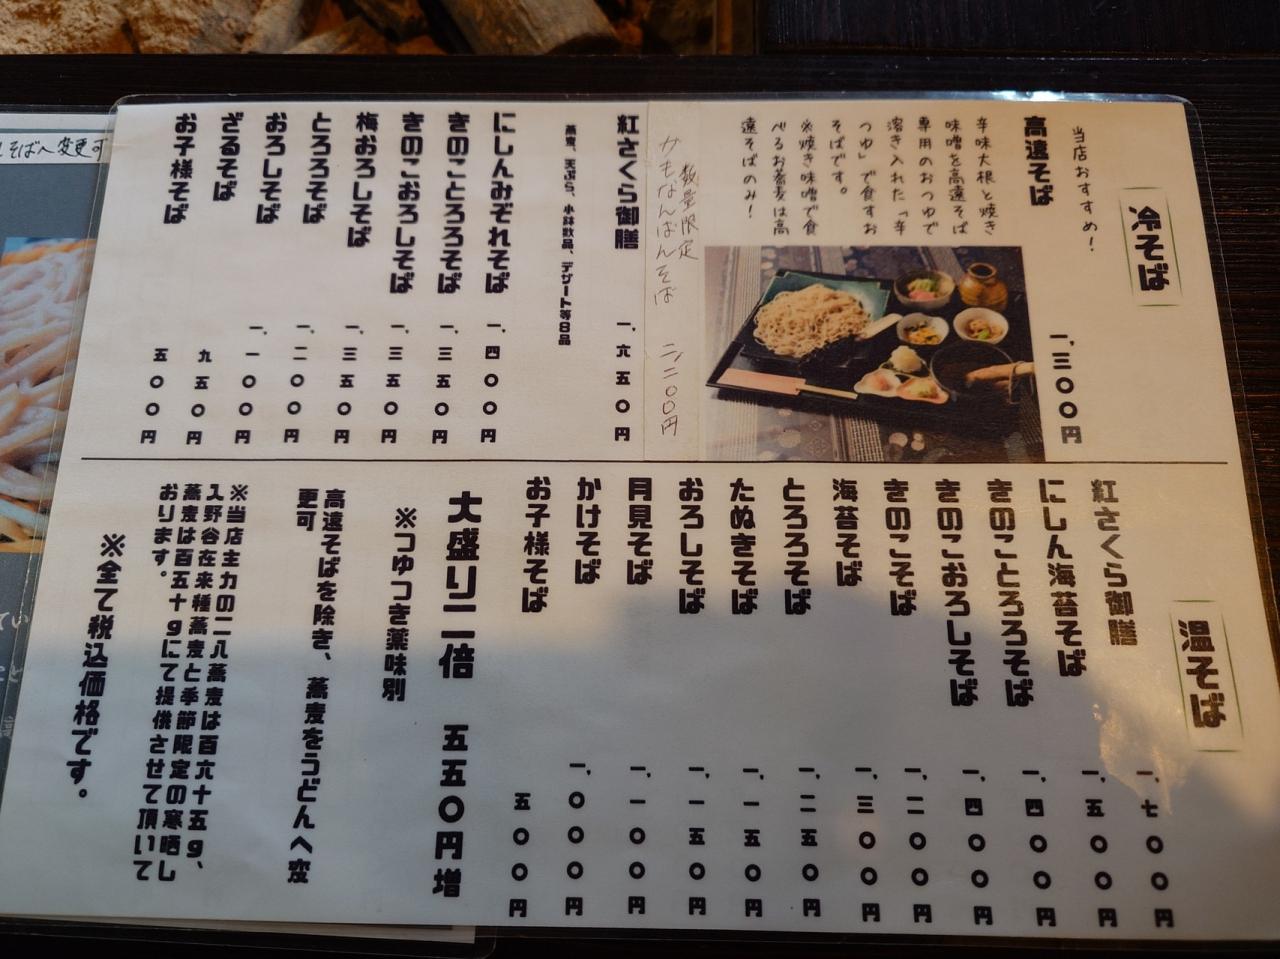 冷そば
当店おすすめ！
高遠そば 一、三〇〇円
辛味大根と焼き
味噌を高遠そば
専用のおつゆで
溶き入れた「辛
つゆ」で食すお
そばです。
※焼き味噌で食
べるお蕎麦は高
遠そばのみ！
数量限定
かもなんばんそば 二、二〇〇円
紅さくら御膳 一、六五〇円
蕎麦、天ぷら、小鉢数品、デザート等8品
にしんみぞれそば 一、四〇〇円
きのことろろそば 一、三五〇円
きのこおろしそば 一、三五〇円
梅おろしそば 一、三五〇円
とろろそば 一、二〇〇円
おろしそば 一、一〇〇円
ざるそば 九五〇円
お子様そば 五〇〇円
温そば
紅さくら御膳 一、七〇〇円
にしん海苔そば 一、五〇〇円
きのことろろそば 一、四〇〇円
きのこおろしそば 一、四〇〇円
きのこそば 一、二〇〇円
海苔そば 一、三〇〇円
とろろそば 一、二五〇円
たぬきそば 一、一五〇円
おろしそば 一、一五〇円
月見そば 一、一〇〇円
かけそば 一、〇〇〇円
お子様そば 五〇〇円
大盛り二倍 五五〇円増
※つゆつき薬味別
高遠そばを除き、蕎麦をうどんへ変
更可
※当店主力の二八蕎麦は百六十五g、
入野谷在来種蕎麦と季節限定の寒晒し
蕎麦は百五十gにて提供させて頂いて
おります。
※全て税込価格です。
そばへ変更可